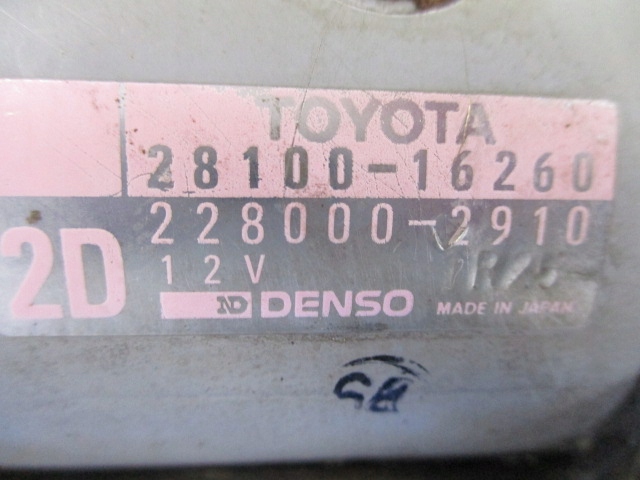 TOYOTA
28100-16260
2D
228000-2910
12V
ND DENSO MADE IN JAPAN